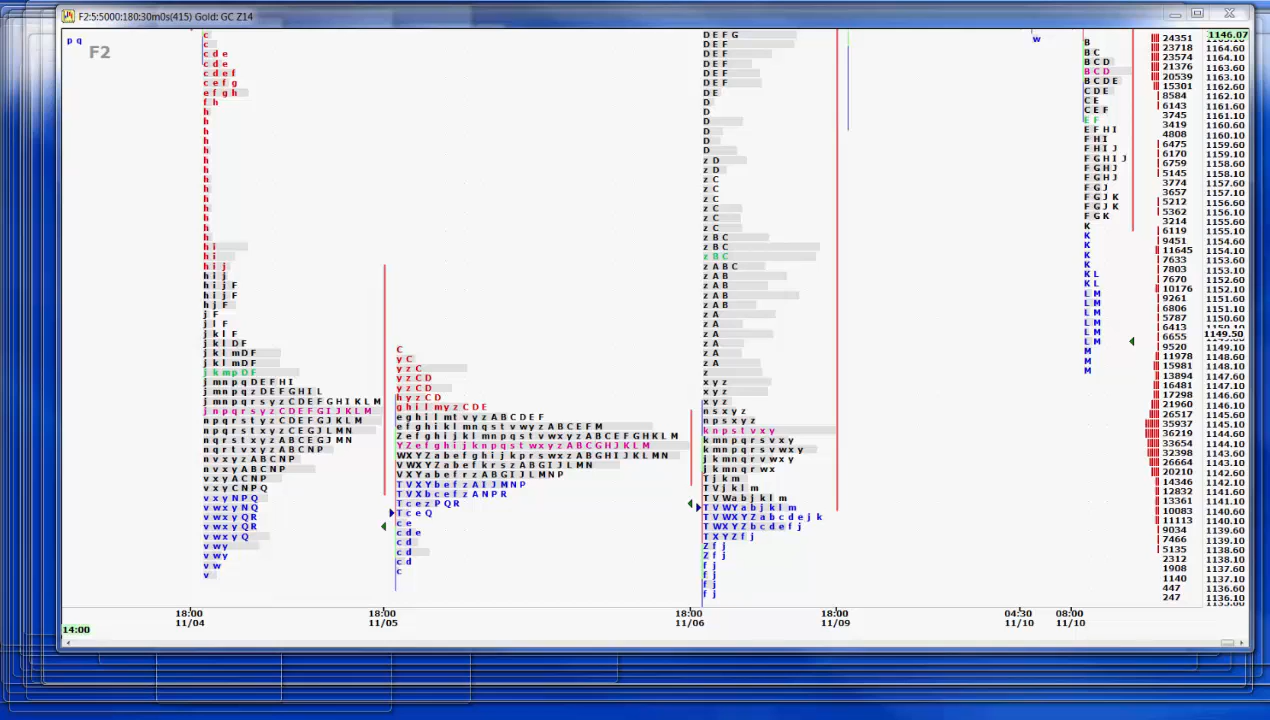 F2:5:5000:180:30m0s(415) Gold: GC Z14
p q
F2
c
c
c d e
c d e
c d e f
c e f g
e f g h
f h
h
h
h
h
h
h
h
h
h
h
h
h
h
h
h i
h i
h i j
h i j
h i j F
h i j F
h j F
j F
j l F
j k l F
j k l D F
j k l m D F
j k l m D F
j k m p D F
j m n p q D E F H I
j m n p q z D E F G H I L
j m n p q r s y z C D E F G H I K L M
j n p q r s y z C D E F G I J K L M
n p q r s t y z C D E F G J K L M
n p q r s t x y z C E G J L M N
n q r s t x y z A B C E G J M N
n q r t v x y z A B C N P
n v x y z A B C N P
n v x y A B C N P
n v x y A C N P
v x y C N P Q
v x y N P Q
v w x y N Q
v w x y Q R
v w x y Q R
v w x y Q
v w y
v w y
v w
v
C
y C
y z C
y z C D
y z C D
h y z C D
g h i l m y z C D E
e g h i l m t v y z A B C D E F
e f g h i k l m n q s t v w y z A B C E F M
Z e f g h i j k l m n p q s t v w x y z A B C E F G H K L M
Y Z e f g h i j k n p q s t w x y z A B C G H J K L M
W X Y Z a b e f g h i j k p r s w x z A B G H I J K L M N
V W X Y Z a b e f k r s z A B G I J L M N
V W X Y Z a b e f r z A B G I J L M N P
T V X Y b e f z A I J M N P
T V X b c e f z A N P R
T c e z P Q R
T c e Q
c e
c d e
c d
c d
c d
c
D E F G
D E F
D E F
D E F
D E F
D E F
D E
D
D
D
D
D
D
z D
z D
z C
z C
z C
z C
z C
z C
z B C
z B C
z B C
z A B C
z A B
z A B
z A B
z A B
z A
z A
z A
z A
z A
z A
z
x y z
x y z
x y z
n s x y z
n p s x y z
k n p s t v x y
k m n p q r s v x y
k m n p q r s v w x y
j k m n q r v w x y
j k m n q r w x
T j k m
T V j k l m
T V W a b j k l m
T V W Y a b j k l m
T V W X Y Z a b c d e j k
T W X Y Z b c d e f j
T X Y Z f j
Z f j
Z f j
f j
f j
f j
f j
w
B
B C
B C D
B C D
B C D E
C D E
C E
C E F
E F
E F H I
F H I
F H I J
F G H I J
F G H J
F G H J
F G J
F G J K
F G J K
F G K
K
K
K
K
K
K L
K L
L M
L M
L M
L M
L M
L M
M
M
M
24351
23718
23574
21376
20539
15301
8584
6143
3745
3419
4808
6475
6170
6759
5145
3774
3657
5212
5362
3214
6119
9451
11645
7633
7803
7670
10176
9261
6806
5787
6413
6655
9520
11978
15981
13894
16481
17298
21960
26517
35937
36219
33654
32398
26664
20210
14346
12832
13361
10083
11113
9034
7466
5135
2312
1908
1140
447
247
1146.07
1164.60
1164.10
1163.60
1163.10
1162.60
1162.10
1161.60
1161.10
1160.60
1160.10
1159.60
1159.10
1158.60
1158.10
1157.60
1157.10
1156.60
1156.10
1155.60
1155.10
1154.60
1154.10
1153.60
1153.10
1152.60
1152.10
1151.60
1151.10
1150.60
1149.50
1149.10
1148.60
1148.10
1147.60
1147.10
1146.60
1146.10
1145.60
1145.10
1144.60
1144.10
1143.60
1143.10
1142.60
1142.10
1141.60
1141.10
1140.60
1140.10
1139.60
1139.10
1138.60
1138.10
1137.60
1137.10
1136.60
1136.10
18:00
11/04
18:00
11/05
18:00
11/06
18:00
11/09
04:30
11/10
08:00
11/10
14:00